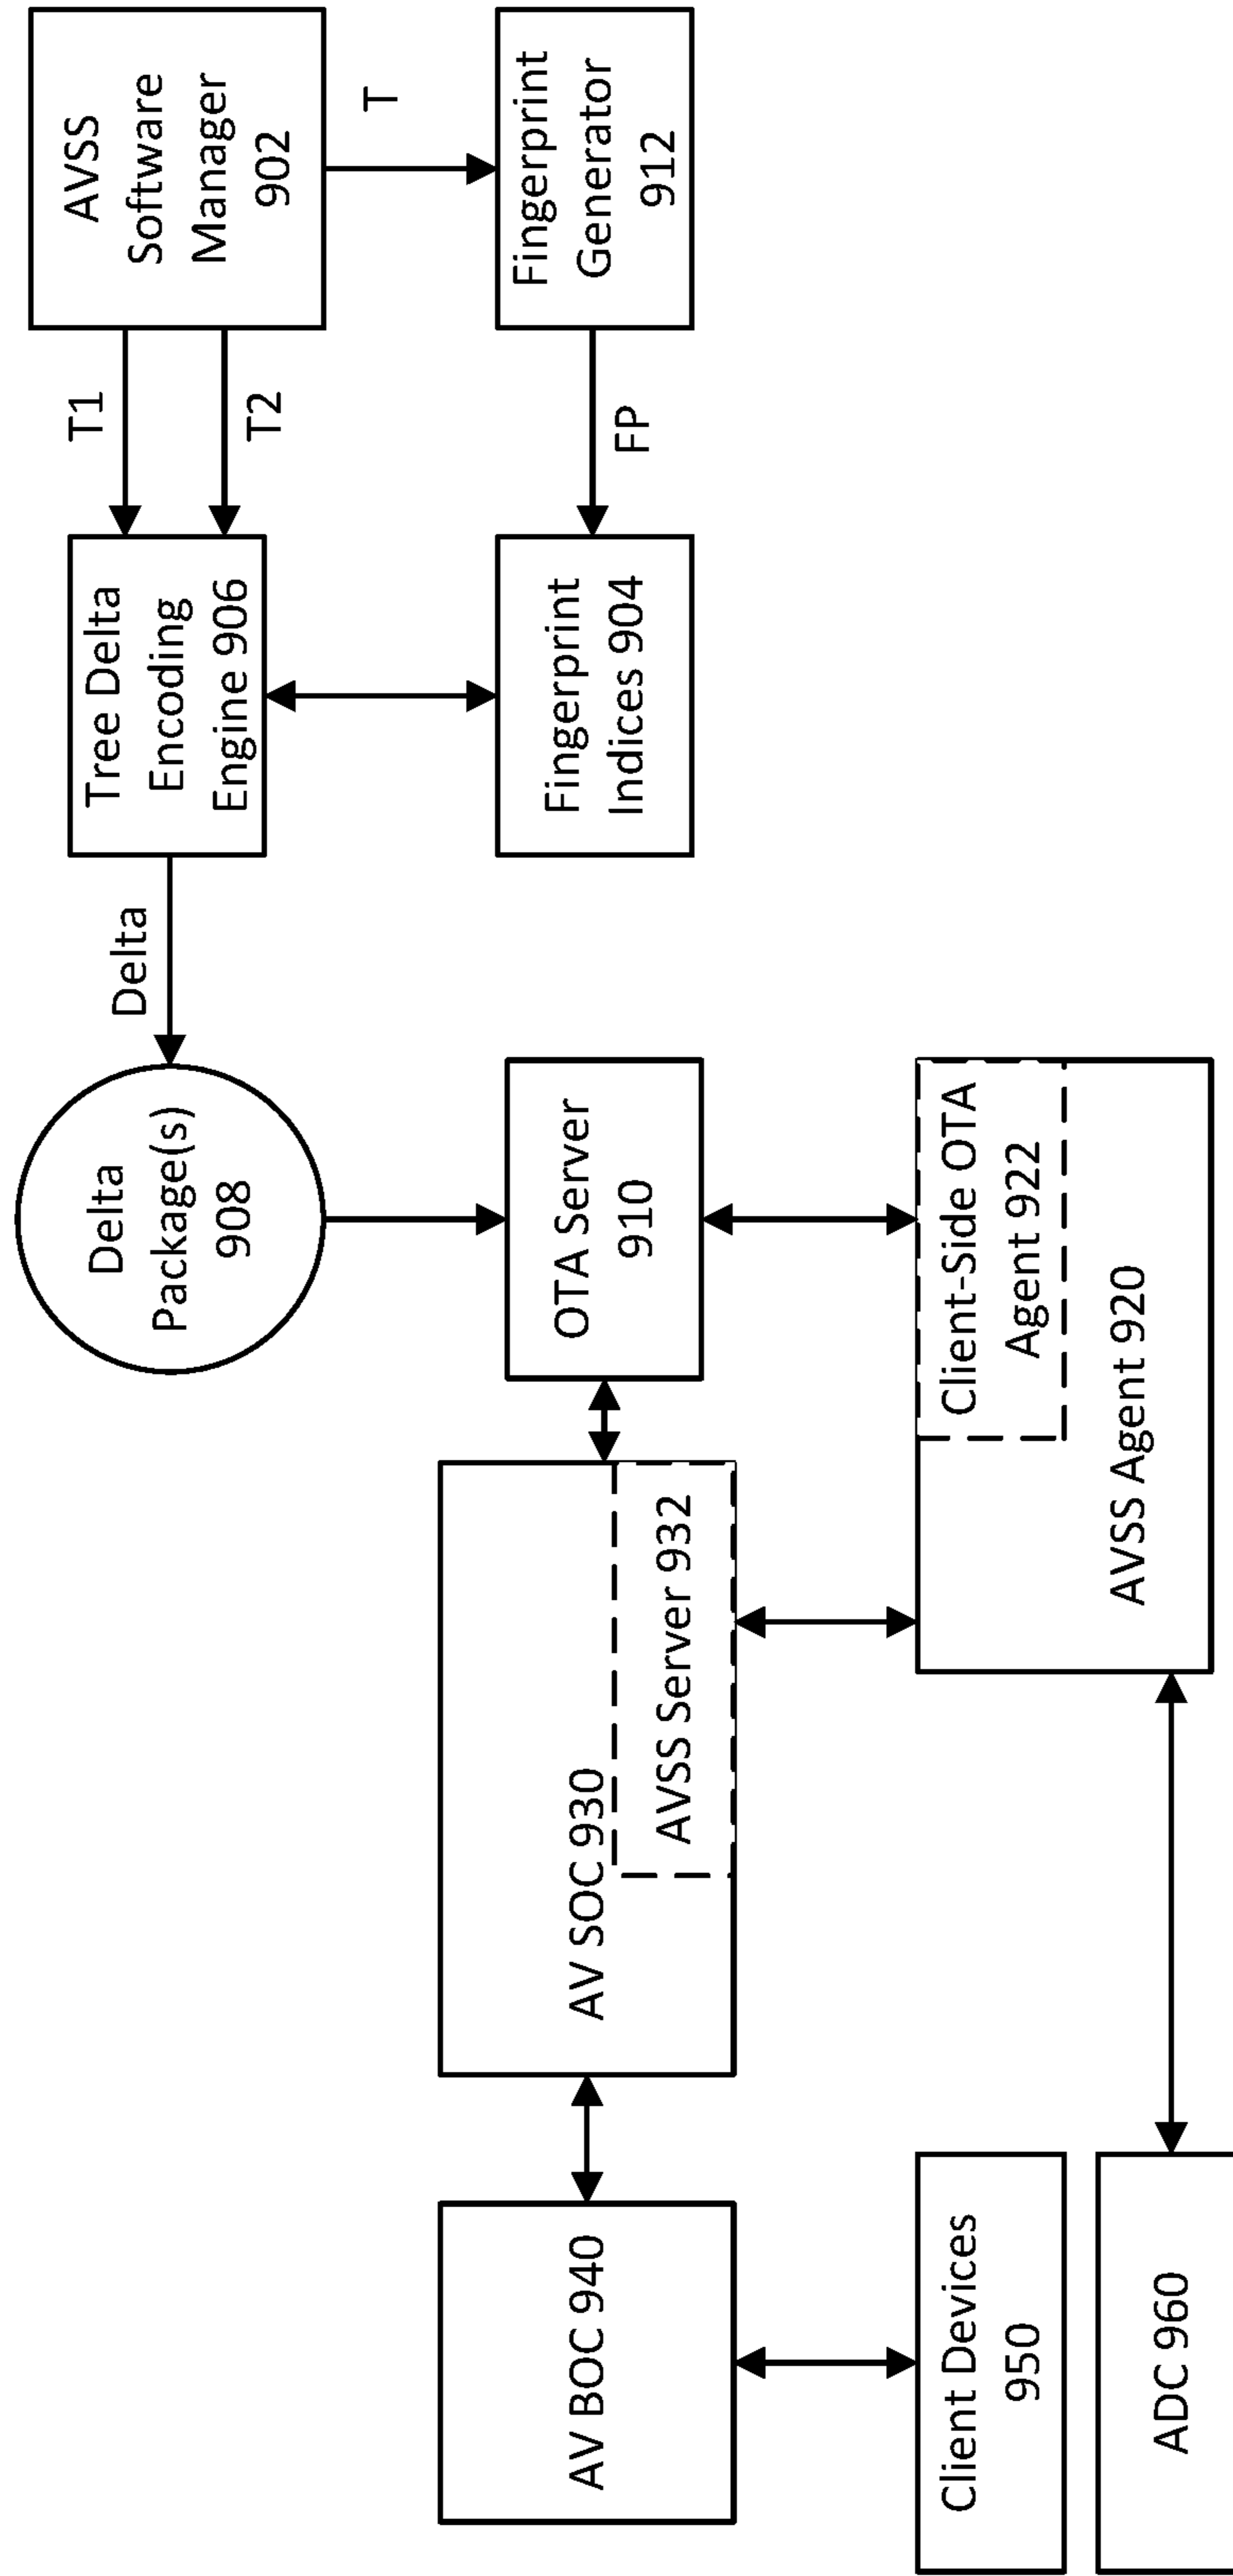 Delta
Package(s)
908
Delta
Tree Delta
Encoding
Engine 906
T1
T2
AVSS
Software
Manager
902
T
AV BOC 940
AV SOC 930
AVSS Server 932
OTA Server
910
Fingerprint
Indices 904
FP
Fingerprint
Generator
912
Client Devices
950
ADC 960
Client-Side OTA
Agent 922
AVSS Agent 920